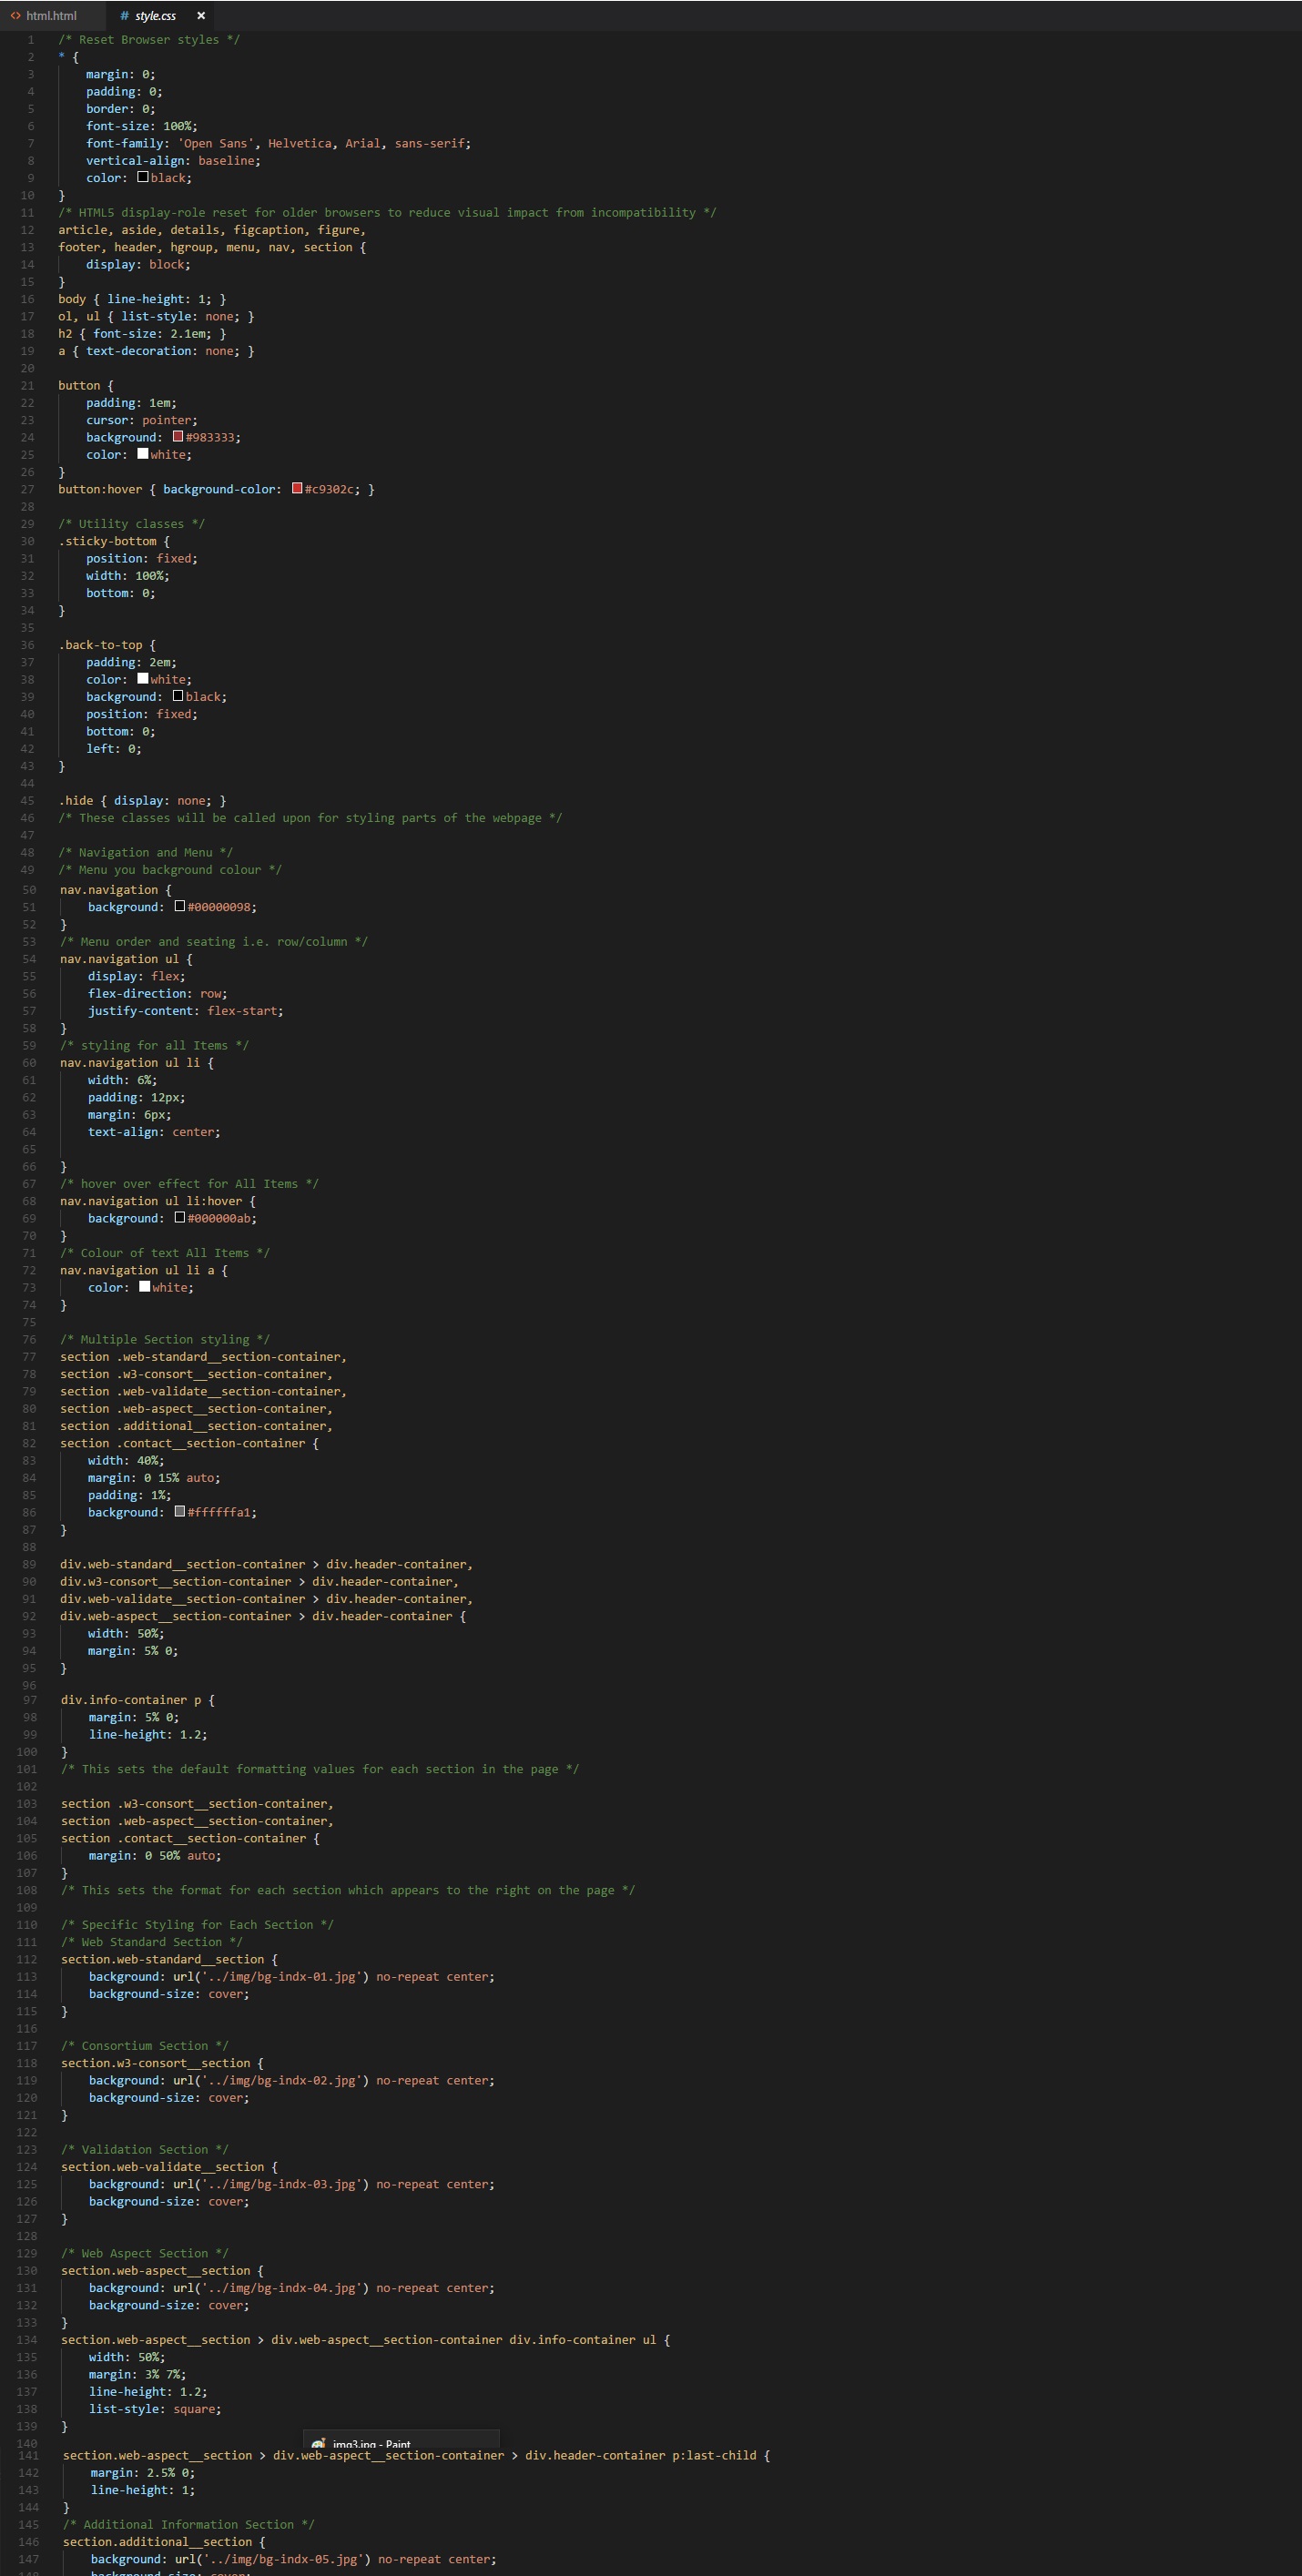 html.html
# style.css ×
1 /* Reset Browser styles */
2 * {
3     margin: 0;
4     padding: 0;
5     border: 0;
6     font-size: 100%;
7     font-family: 'Open Sans', Helvetica, Arial, sans-serif;
8     vertical-align: baseline;
9     color: black;
10 }
11 /* HTML5 display-role reset for older browsers to reduce visual impact from incompatibility */
12 article, aside, details, figcaption, figure,
13 footer, header, hgroup, menu, nav, section {
14     display: block;
15 }
16 body { line-height: 1; }
17 ol, ul { list-style: none; }
18 h2 { font-size: 2.1em; }
19 a { text-decoration: none; }
20
21 button {
22     padding: 1em;
23     cursor: pointer;
24     background: #983333;
25     color: white;
26 }
27 button:hover { background-color: #c9302c; }
28
29 /* Utility classes */
30 .sticky-bottom {
31     position: fixed;
32     width: 100%;
33     bottom: 0;
34 }
35
36 .back-to-top {
37     padding: 2em;
38     color: white;
39     background: black;
40     position: fixed;
41     bottom: 0;
42     left: 0;
43 }
44
45 .hide { display: none; }
46 /* These classes will be called upon for styling parts of the webpage */
47
48 /* Navigation and Menu */
49 /* Menu you background colour */
50 nav.navigation {
51     background: #00000098;
52 }
53 /* Menu order and seating i.e. row/column */
54 nav.navigation ul {
55     display: flex;
56     flex-direction: row;
57     justify-content: flex-start;
58 }
59 /* styling for all Items */
60 nav.navigation ul li {
61     width: 6%;
62     padding: 12px;
63     margin: 6px;
64     text-align: center;
65
66 }
67 /* hover over effect for All Items */
68 nav.navigation ul li:hover {
69     background: #000000ab;
70 }
71 /* Colour of text All Items */
72 nav.navigation ul li a {
73     color: white;
74 }
75
76 /* Multiple Section styling */
77 section .web-standard__section-container,
78 section .w3-consort__section-container,
79 section .web-validate__section-container,
80 section .web-aspect__section-container,
81 section .additional__section-container,
82 section .contact__section-container {
83     width: 40%;
84     margin: 0 15% auto;
85     padding: 1%;
86     background: #ffffffa1;
87 }
88
89 div.web-standard__section-container > div.header-container,
90 div.w3-consort__section-container > div.header-container,
91 div.web-validate__section-container > div.header-container,
92 div.web-aspect__section-container > div.header-container {
93     width: 50%;
94     margin: 5% 0;
95 }
96
97 div.info-container p {
98     margin: 5% 0;
99     line-height: 1.2;
100 }
101 /* This sets the default formatting values for each section in the page */
102
103 section .w3-consort__section-container,
104 section .web-aspect__section-container,
105 section .contact__section-container {
106     margin: 0 50% auto;
107 }
108 /* This sets the format for each section which appears to the right on the page */
109
110 /* Specific Styling for Each Section */
111 /* Web Standard Section */
112 section.web-standard__section {
113     background: url('../img/bg-indx-01.jpg') no-repeat center;
114     background-size: cover;
115 }
116
117 /* Consortium Section */
118 section.w3-consort__section {
119     background: url('../img/bg-indx-02.jpg') no-repeat center;
120     background-size: cover;
121 }
122
123 /* Validation Section */
124 section.web-validate__section {
125     background: url('../img/bg-indx-03.jpg') no-repeat center;
126     background-size: cover;
127 }
128
129 /* Web Aspect Section */
130 section.web-aspect__section {
131     background: url('../img/bg-indx-04.jpg') no-repeat center;
132     background-size: cover;
133 }
134 section.web-aspect__section > div.web-aspect__section-container div.info-container ul {
135     width: 50%;
136     margin: 3% 7%;
137     line-height: 1.2;
138     list-style: square;
139 }
140 img3.jpg - Paint
141 section.web-aspect__section > div.web-aspect__section-container > div.header-container p:last-child {
142     margin: 2.5% 0;
143     line-height: 1;
144 }
145 /* Additional Information Section */
146 section.additional__section {
147     background: url('../img/bg-indx-05.jpg') no-repeat center;